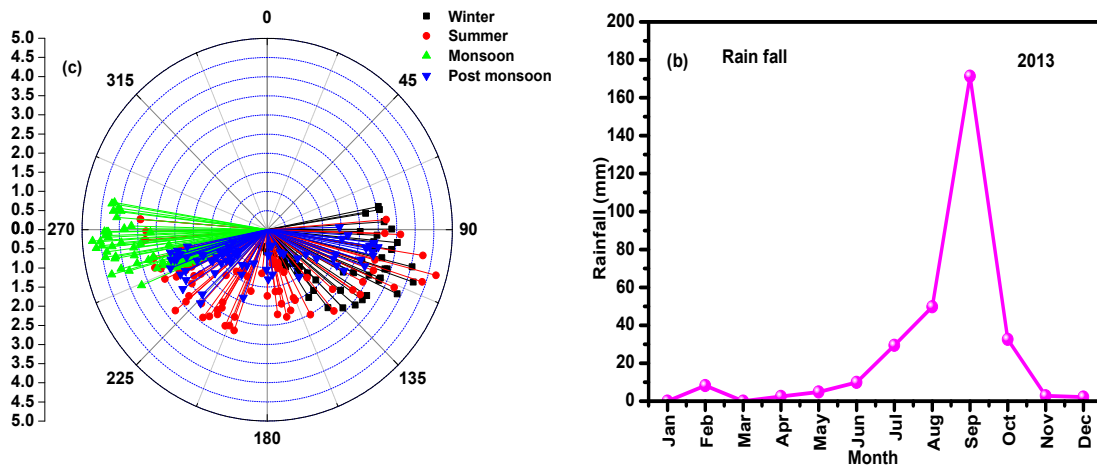 0
Winter
Summer
Monsoon
Post monsoon
(c)
5.0
4.5
4.0
3.5
3.0
2.5
2.0
1.5
1.0
0.5
0.0
0.5
1.0
1.5
2.0
2.5
3.0
3.5
4.0
4.5
5.0
315
45
270
90
225
135
180
(b)
Rain fall
2013
200
180
160
140
120
100
80
60
40
20
0
Rainfall (mm)
Jan
Feb
Mar
Apr
May
Jun
Jul
Aug
Sep
Oct
Nov
Dec
Month